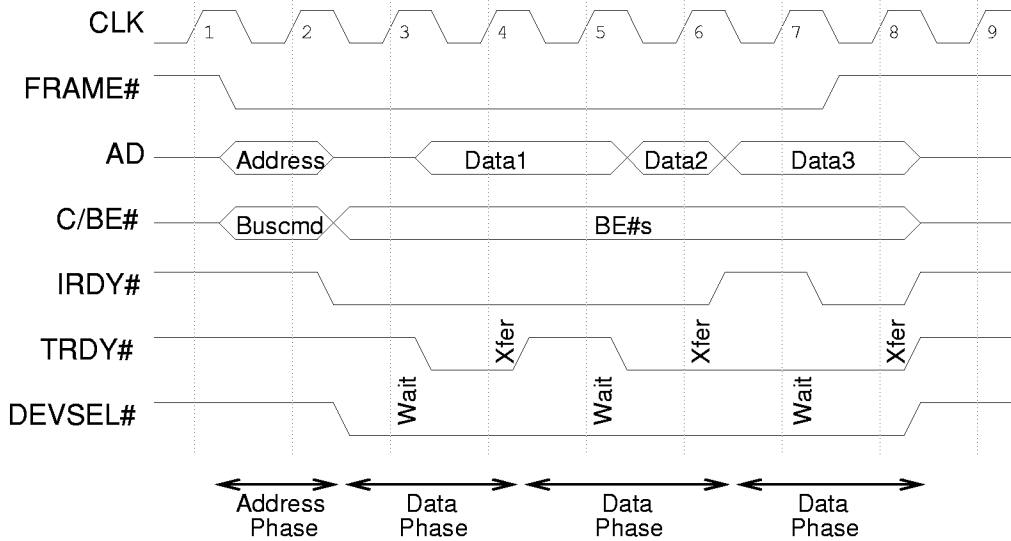 CLK 1 2 3 4 5 6 7 8 9
FRAME#
AD Address Data1 Data2 Data3
C/BE# Buscmd BE#s
IRDY#
TRDY# Xfer Xfer Xfer
DEVSEL# Wait Wait Wait
Address Data Data Data
Phase Phase Phase Phase